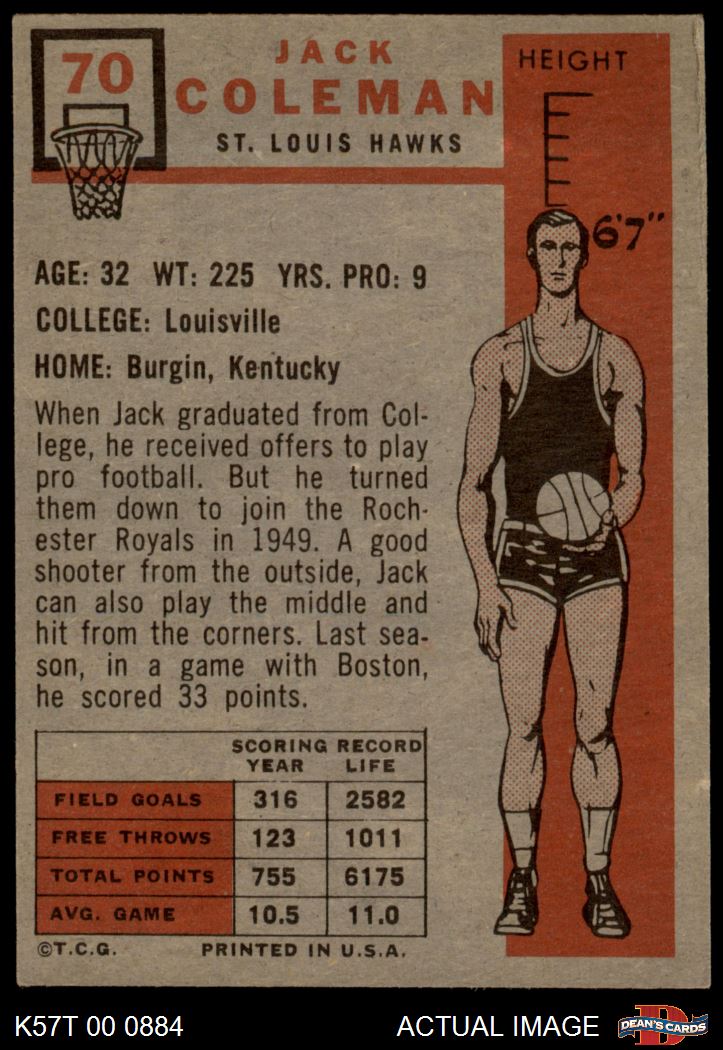 70
JACK
COLEMAN
ST. LOUIS HAWKS
HEIGHT
6'7"
AGE: 32 WT: 225 YRS. PRO: 9
COLLEGE: Louisville
HOME: Burgin, Kentucky
When Jack graduated from Col-
lege, he received offers to play
pro football. But he turned
them down to join the Roch-
ester Royals in 1949. A good
shooter from the outside, Jack
can also play the middle and
hit from the corners. Last sea-
son, in a game with Boston,
he scored 33 points.
SCORING RECORD
YEAR LIFE
FIELD GOALS 316 2582
FREE THROWS 123 1011
TOTAL POINTS 755 6175
AVG. GAME 10.5 11.0
©T.C.G. PRINTED IN U.S.A.
K57T 00 0884 ACTUAL IMAGE
D
DEAN'S CARDS